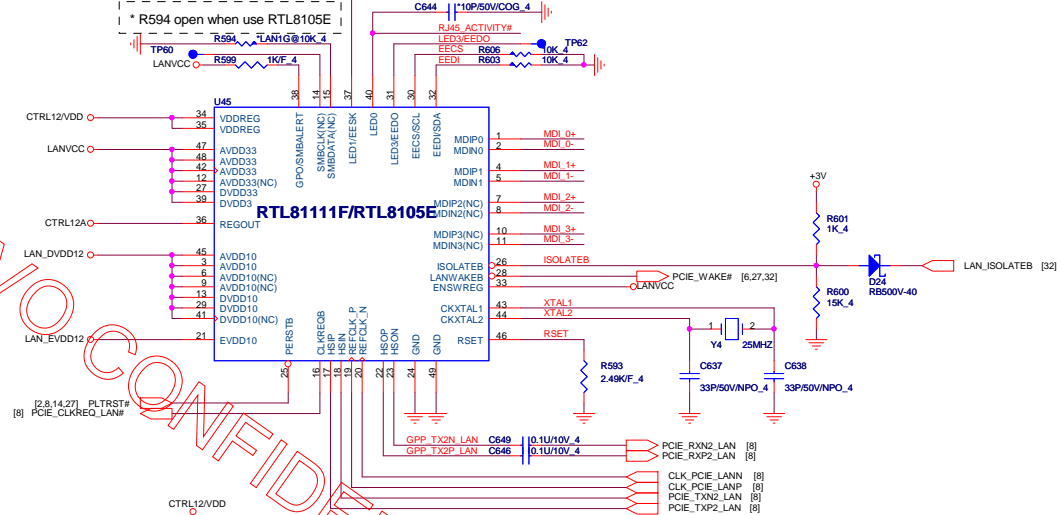 * R594 open when use RTL8105E
C644 *10P/50V/COG_4
RJ45_ACTIVITY#
R594 *LAN1G@10K_4
LED3/EEDO
TP60
TP62
EECS R606 10K_4
LANVCC R599 1K/F_4
EEDI R603 10K_4
38 14 15 37 40 31 30 32
U45
CTRL12/VDD
34 VDDREG
35 VDDREG
LANVCC
47 AVDD33
48 AVDD33
42 AVDD33
12 AVDD33(NC)
27 DVDD33
39 DVDD3
CTRL12A
36 REGOUT
LAN_DVDD12
45 AVDD10
3 AVDD10
6 AVDD10(NC)
9 AVDD10(NC)
13 DVDD10
29 DVDD10
41 DVDD10(NC)
LAN_EVDD12
21 EVDD10
GPO/SMBALERT
SMBCLK(NC)
SMBDATA(NC)
LED1/EESK
LED0
LED3/EEDO
EECS/SCL
EEDI/SDA
RTL81111F/RTL8105E
MDIP0 1 MDI_0+
MDIN0 2 MDI_0-
MDIP1 4 MDI_1+
MDIN1 5 MDI_1-
MDIP2(NC) 7 MDI_2+
MDIN2(NC) 8 MDI_2-
MDIP3(NC) 10 MDI_3+
MDIN3(NC) 11 MDI_3-
ISOLATEB 26 ISOLATEB
LANWAKEB 28 PCIE_WAKE# [6,27,32]
ENSWREG 33 LANVCC
CKXTAL1 43 XTAL1
CKXTAL2 44 XTAL2
RSET 46 RSET
+3V
R601
1K_4
D24
RB500V-40
LAN_ISOLATEB [32]
R600
15K_4
1 2
Y4 25MHZ
C637
33P/50V/NPO_4
C638
33P/50V/NPO_4
R593
2.49K/F_4
PERSTB
CLKREQB
HSIP
HSIN
REFCLK_P
REFCLK_N
HSOP
HSON
GND
GND
25 16 17 18 19 20 22 23 24 49
[2,8,14,27] PLTRST#
[8] PCIE_CLKREQ_LAN#
GPP_TX2N_LAN C649 0.1U/10V_4 PCIE_RXN2_LAN [8]
GPP_TX2P_LAN C646 0.1U/10V_4 PCIE_RXP2_LAN [8]
CLK_PCIE_LANN [8]
CLK_PCIE_LANP [8]
PCIE_TXN2_LAN [8]
PCIE_TXP2_LAN [8]
CTRL12/VDD